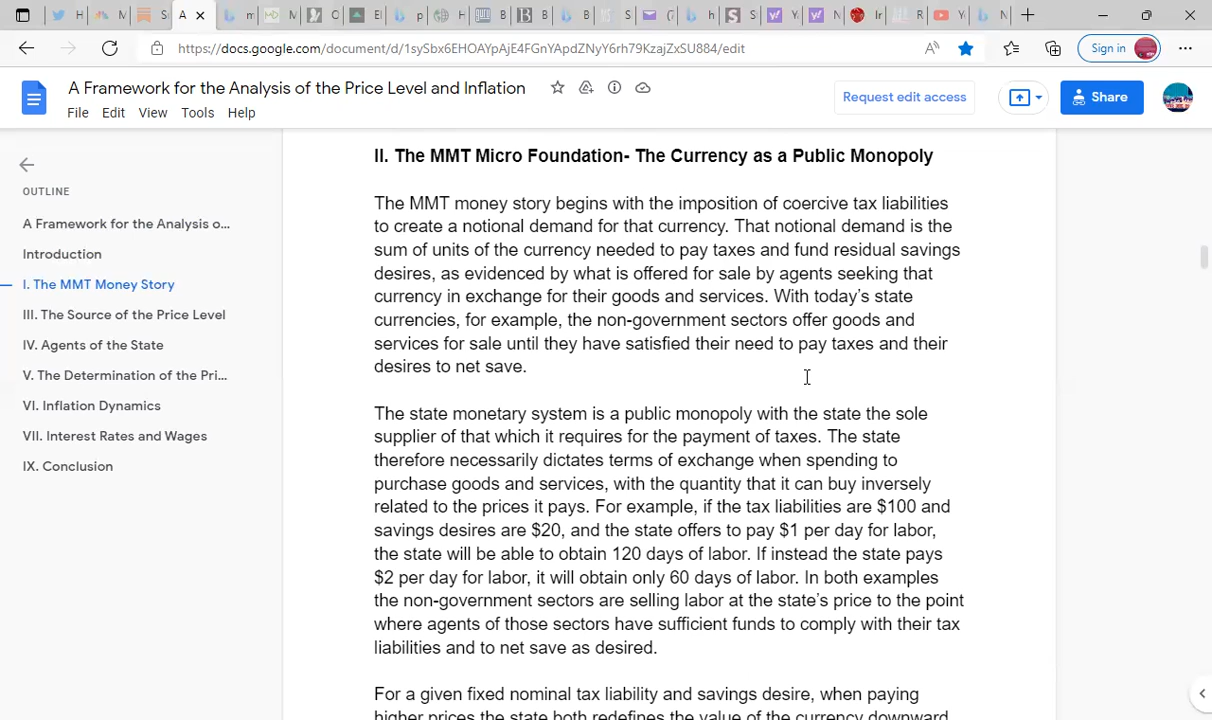 https://docs.google.com/document/d/1sySbx6EHOAYpAjE4FGnYApdZNyY6rh79KzajZxSU884/edit
Sign in
A Framework for the Analysis of the Price Level and Inflation
File Edit View Tools Help
Request edit access
Share
OUTLINE
A Framework for the Analysis o...
Introduction
I. The MMT Money Story
III. The Source of the Price Level
IV. Agents of the State
V. The Determination of the Pri...
VI. Inflation Dynamics
VII. Interest Rates and Wages
IX. Conclusion
II. The MMT Micro Foundation- The Currency as a Public Monopoly
The MMT money story begins with the imposition of coercive tax liabilities
to create a notional demand for that currency. That notional demand is the
sum of units of the currency needed to pay taxes and fund residual savings
desires, as evidenced by what is offered for sale by agents seeking that
currency in exchange for their goods and services. With today's state
currencies, for example, the non-government sectors offer goods and
services for sale until they have satisfied their need to pay taxes and their
desires to net save.
The state monetary system is a public monopoly with the state the sole
supplier of that which it requires for the payment of taxes. The state
therefore necessarily dictates terms of exchange when spending to
purchase goods and services, with the quantity that it can buy inversely
related to the prices it pays. For example, if the tax liabilities are $100 and
savings desires are $20, and the state offers to pay $1 per day for labor,
the state will be able to obtain 120 days of labor. If instead the state pays
$2 per day for labor, it will obtain only 60 days of labor. In both examples
the non-government sectors are selling labor at the state's price to the point
where agents of those sectors have sufficient funds to comply with their tax
liabilities and to net save as desired.
For a given fixed nominal tax liability and savings desire, when paying
higher prices the state both redefines the value of the currency downward